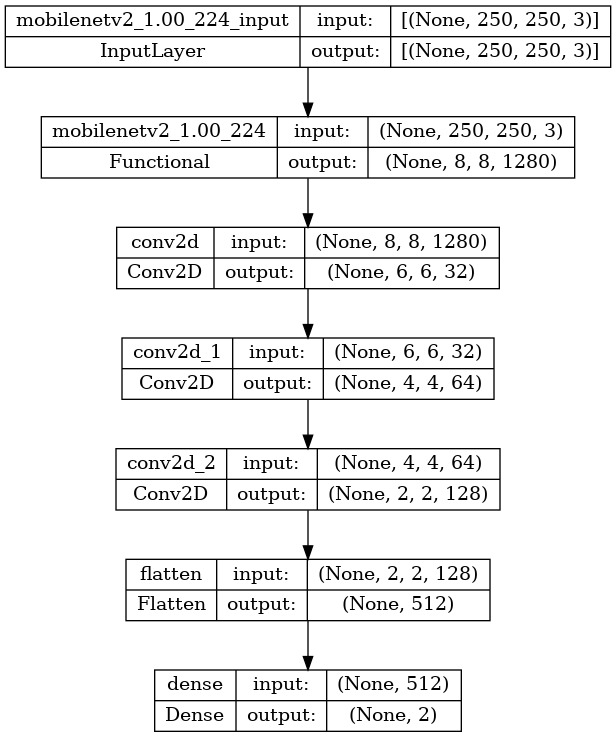 mobilenetv2_1.00_224_input input: [(None, 250, 250, 3)]
InputLayer output: [(None, 250, 250, 3)]
mobilenetv2_1.00_224 input: (None, 250, 250, 3)
Functional output: (None, 8, 8, 1280)
conv2d input: (None, 8, 8, 1280)
Conv2D output: (None, 6, 6, 32)
conv2d_1 input: (None, 6, 6, 32)
Conv2D output: (None, 4, 4, 64)
conv2d_2 input: (None, 4, 4, 64)
Conv2D output: (None, 2, 2, 128)
flatten input: (None, 2, 2, 128)
Flatten output: (None, 512)
dense input: (None, 512)
Dense output: (None, 2)